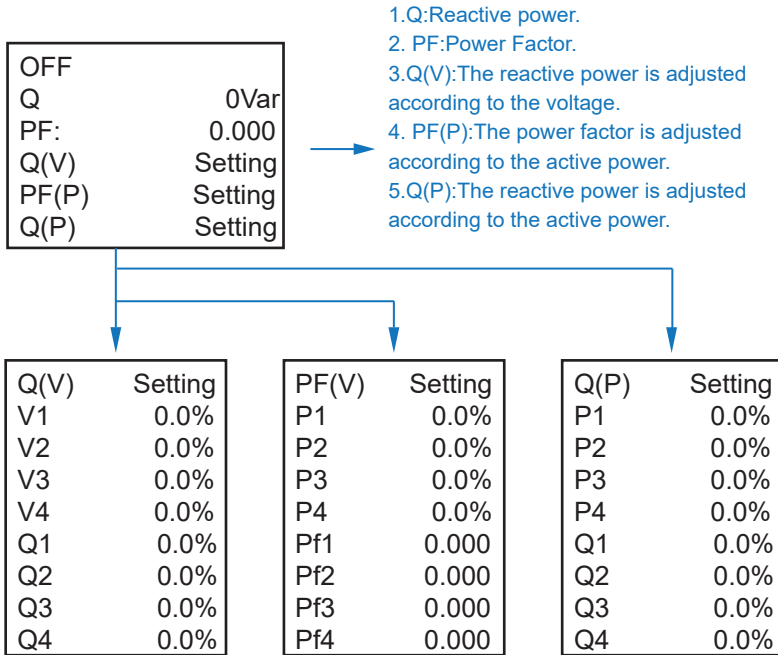 OFF
Q 0Var
PF: 0.000
Q(V) Setting
PF(P) Setting
Q(P) Setting
1.Q:Reactive power.
2. PF:Power Factor.
3.Q(V):The reactive power is adjusted
according to the voltage.
4. PF(P):The power factor is adjusted
according to the active power.
5.Q(P):The reactive power is adjusted
according to the active power.
Q(V) Setting
V1 0.0%
V2 0.0%
V3 0.0%
V4 0.0%
Q1 0.0%
Q2 0.0%
Q3 0.0%
Q4 0.0%
PF(V) Setting
P1 0.0%
P2 0.0%
P3 0.0%
P4 0.0%
Pf1 0.000
Pf2 0.000
Pf3 0.000
Pf4 0.000
Q(P) Setting
P1 0.0%
P2 0.0%
P3 0.0%
P4 0.0%
Q1 0.0%
Q2 0.0%
Q3 0.0%
Q4 0.0%